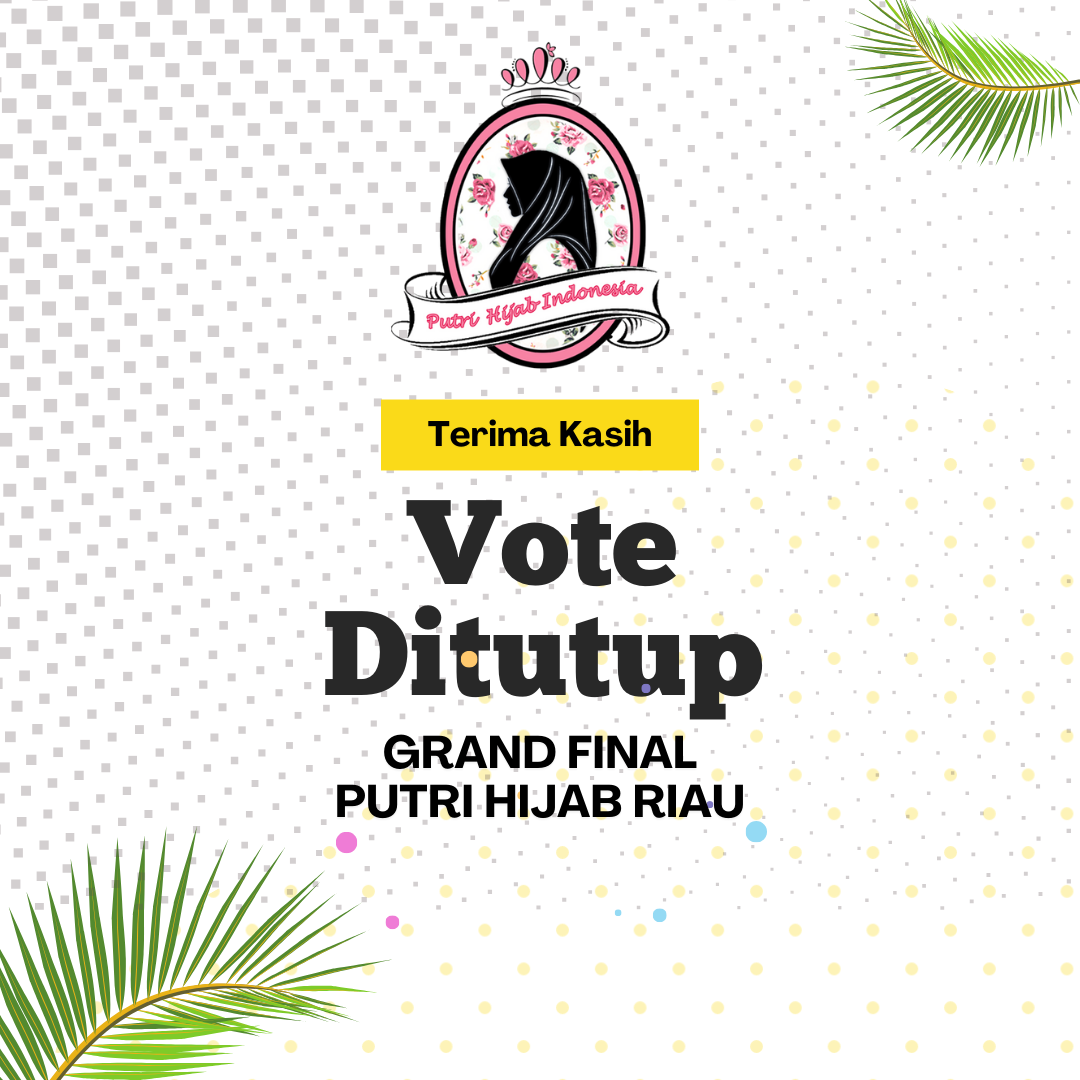 Putri Hijab Indonesia
Terima Kasih
Vote
Ditutup
GRAND FINAL
PUTRI HIJAB RIAU